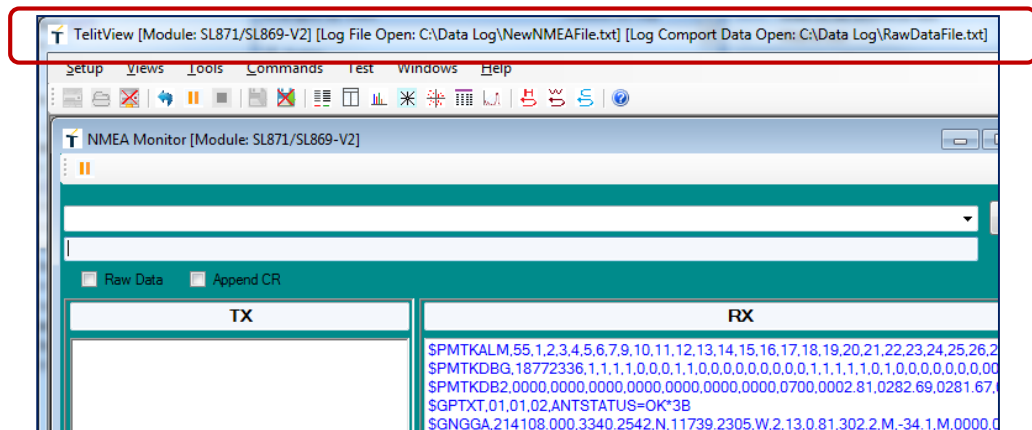 TelitView [Module: SL871/SL869-V2] [Log File Open: C:\Data Log\NewNMEAFile.txt] [Log Comport Data Open: C:\Data Log\RawDataFile.txt]
Setup Views Tools Commands Test Windows Help
NMEA Monitor [Module: SL871/SL869-V2]
Raw Data Append CR
TX RX
$PMTKALM,55,1,2,3,4,5,6,7,9,10,11,12,13,14,15,16,17,18,19,20,21,22,23,24,25,26,2
$PMTKDBG,18772336,1,1,1,1,0,0,0,1,1,0,0,0,0,0,0,0,0,1,1,1,1,1,0,1,0,0,0,0,0,0,00
$PMTKDB2,0000,0000,0000,0000,0000,0000,0700,0002.81,0282.69,0281.67,
$GPTXT,01,01,02,ANTSTATUS=OK*3B
$GNGGA,214108.000,3340.2542,N,11739.2305,W,2,13,0.81,302.2,M,-34.1,M,0000,0